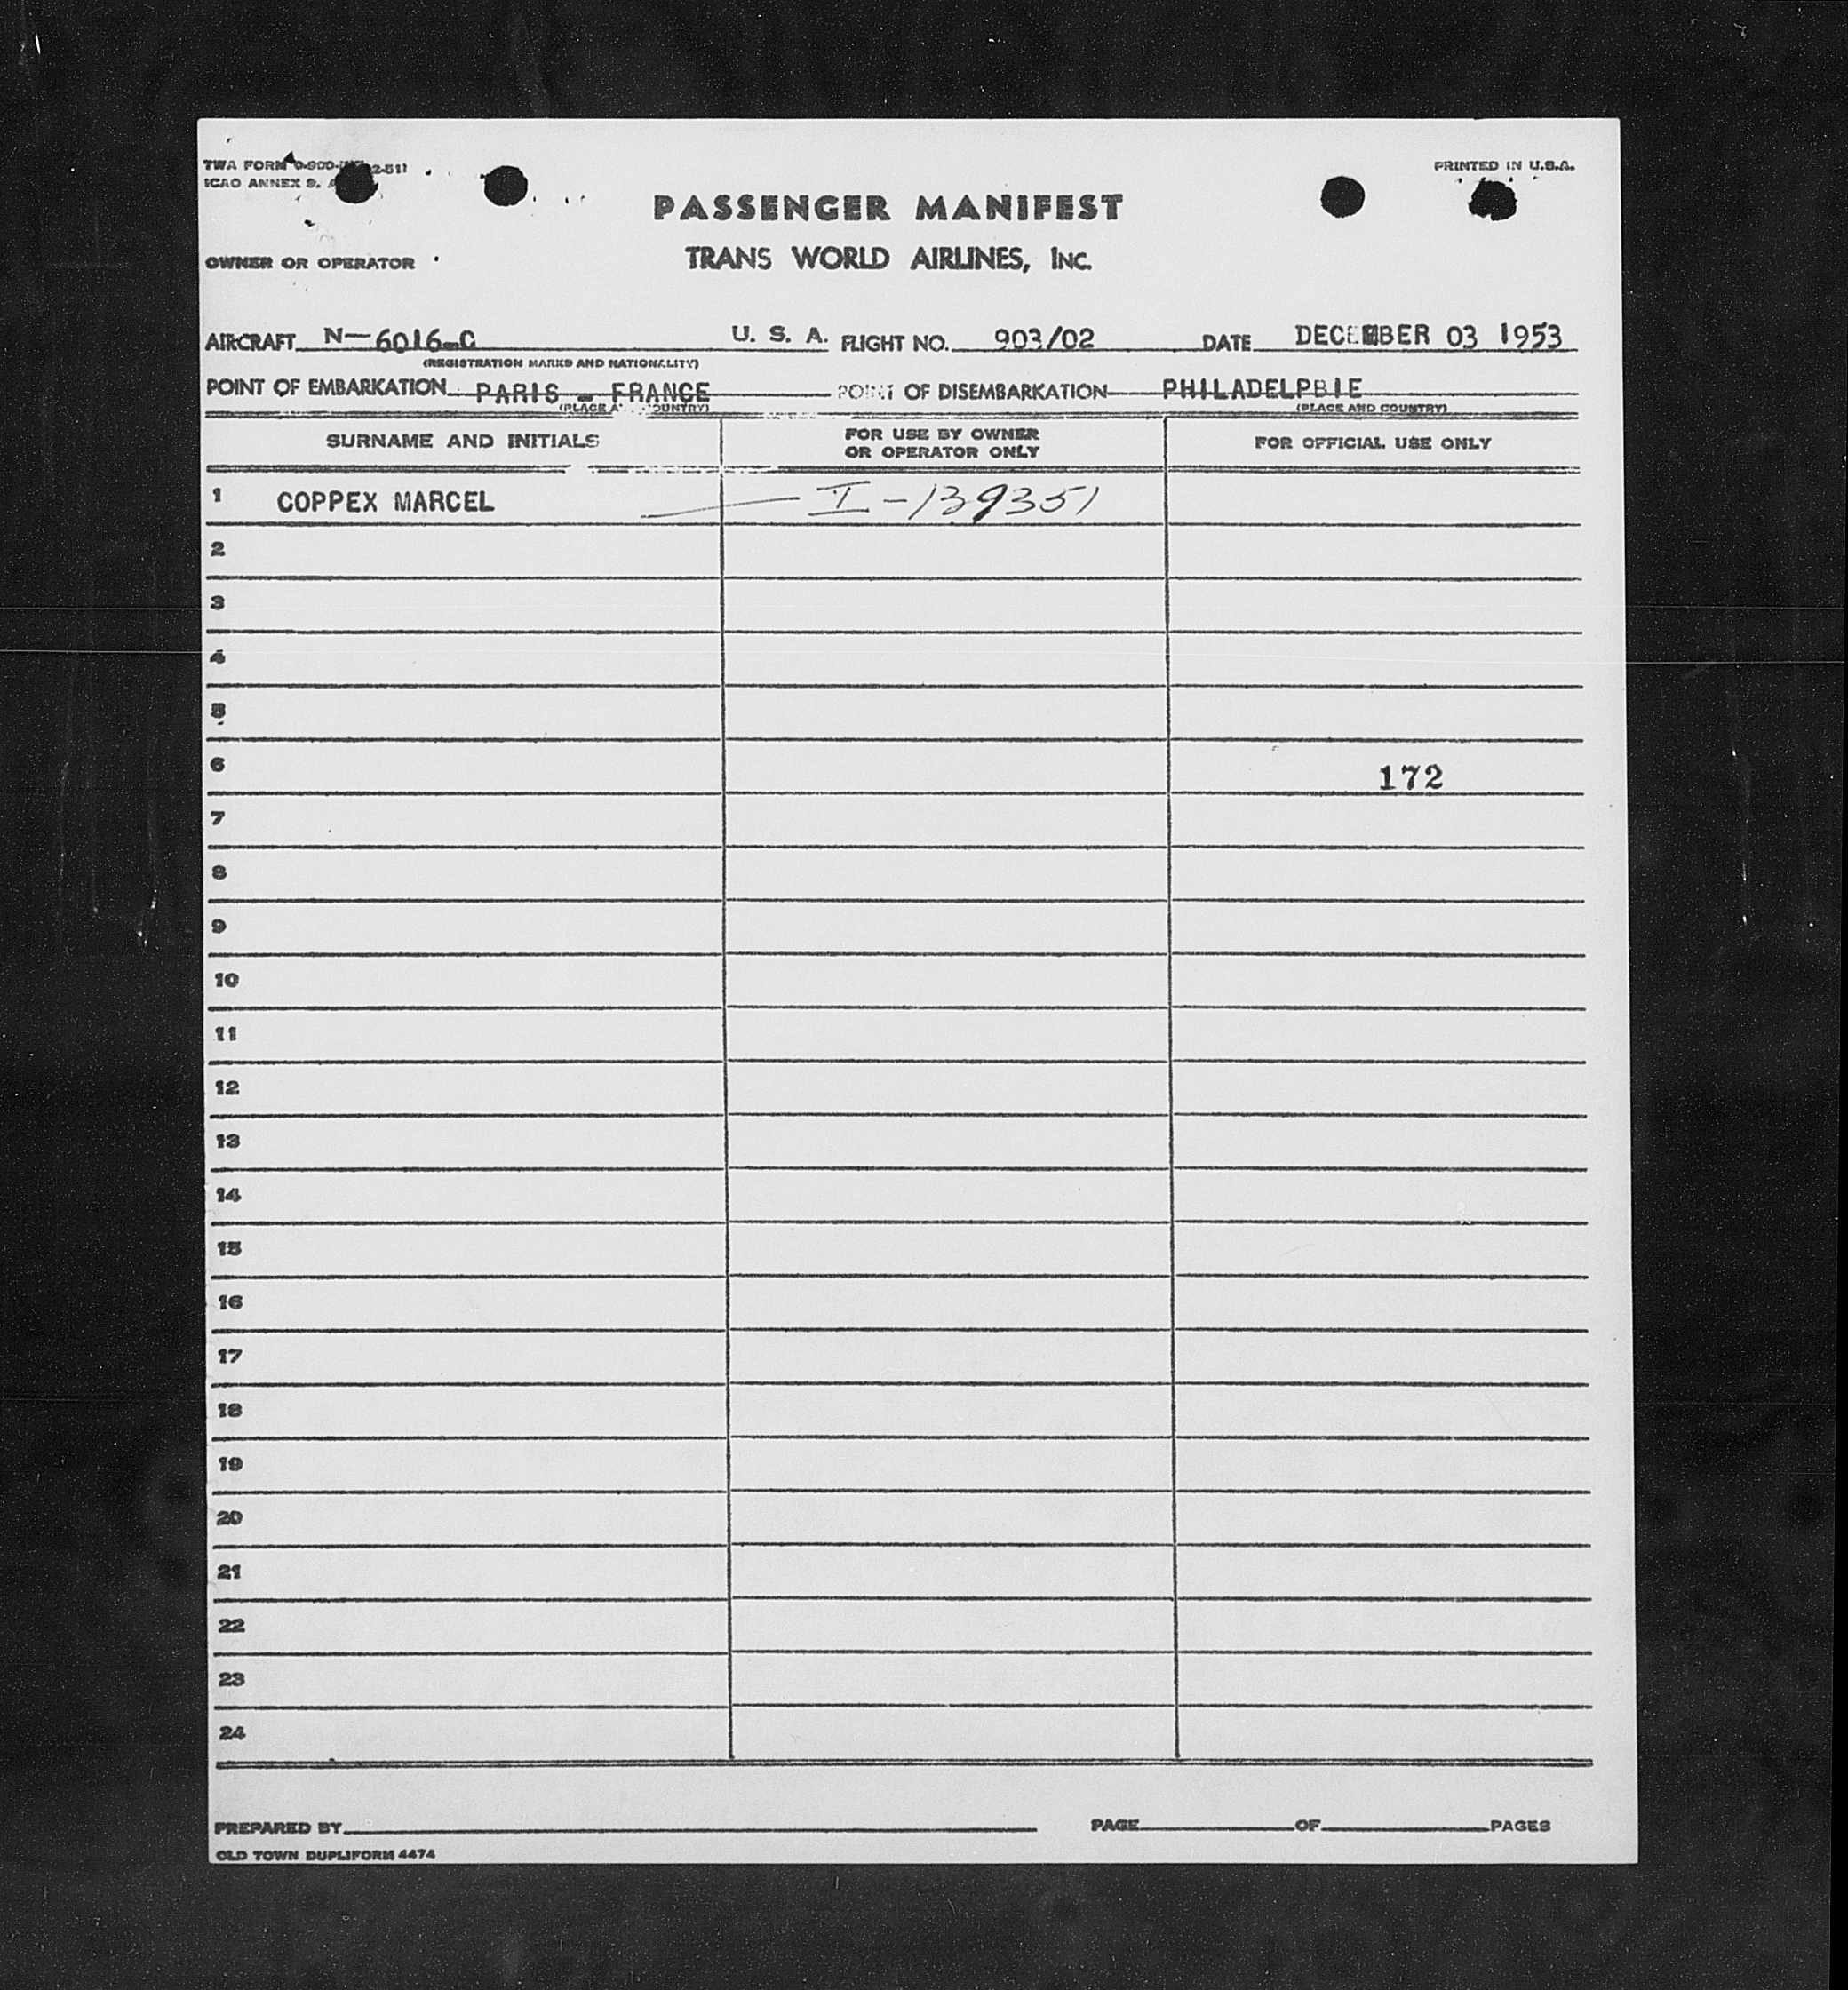 TWA FORM
PRINTED IN U.S.A.
ICAO ANNEX 9.
PASSENGER MANIFEST
OWNER OR OPERATOR
TRANS WORLD AIRLINES, INC.
AIRCRAFT N-6016-C U. S. A. FLIGHT NO. 903/02 DATE DECEMBER 03 1953
(REGISTRATION MARKS AND NATIONALITY)
POINT OF EMBARKATION PARIS - FRANCE POINT OF DISEMBARKATION PHILADELPBIE
(PLACE AND COUNTRY) (PLACE AND COUNTRY)
SURNAME AND INITIALS
FOR USE BY OWNER
OR OPERATOR ONLY
FOR OFFICIAL USE ONLY
1 COPPEX MARCEL I-139351
2
3
4
5
6 172
7
8
9
10
11
12
13
14
15
16
17
18
19
20
21
22
23
24
PREPARED BY PAGE OF PAGES
OLD TOWN DUPLIFORM 4474